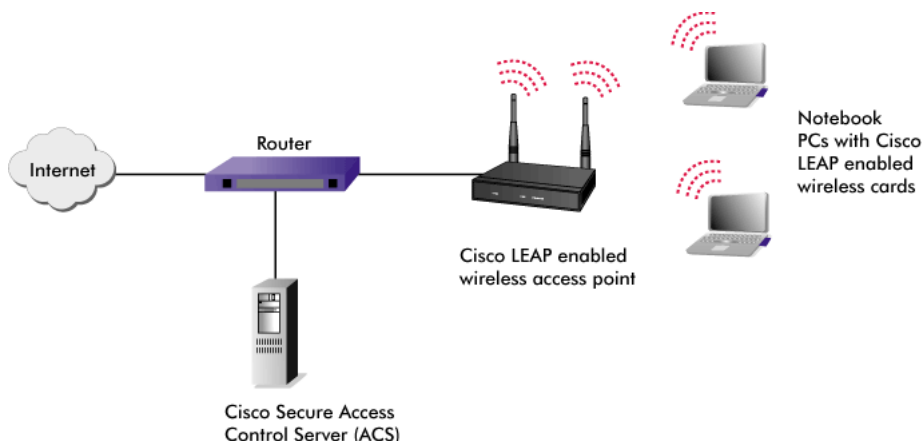 Internet
Router
Cisco LEAP enabled
wireless access point
Notebook
PCs with Cisco
LEAP enabled
wireless cards
Cisco Secure Access
Control Server (ACS)